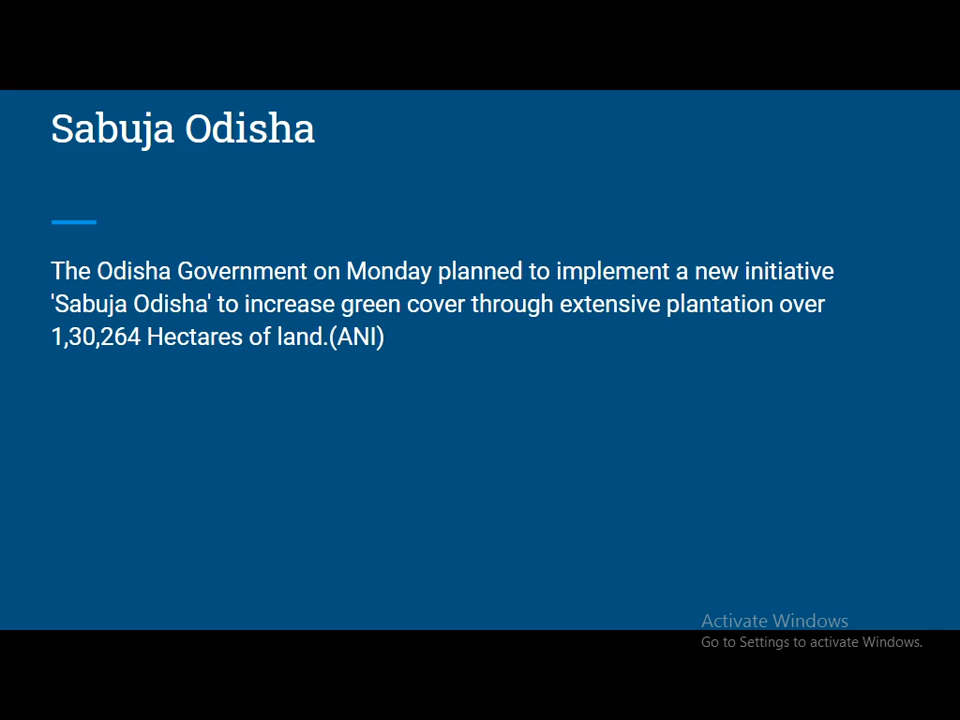 Sabuja Odisha
The Odisha Government on Monday planned to implement a new initiative
'Sabuja Odisha' to increase green cover through extensive plantation over
1,30,264 Hectares of land.(ANI)
Activate Windows
Go to Settings to activate Windows.